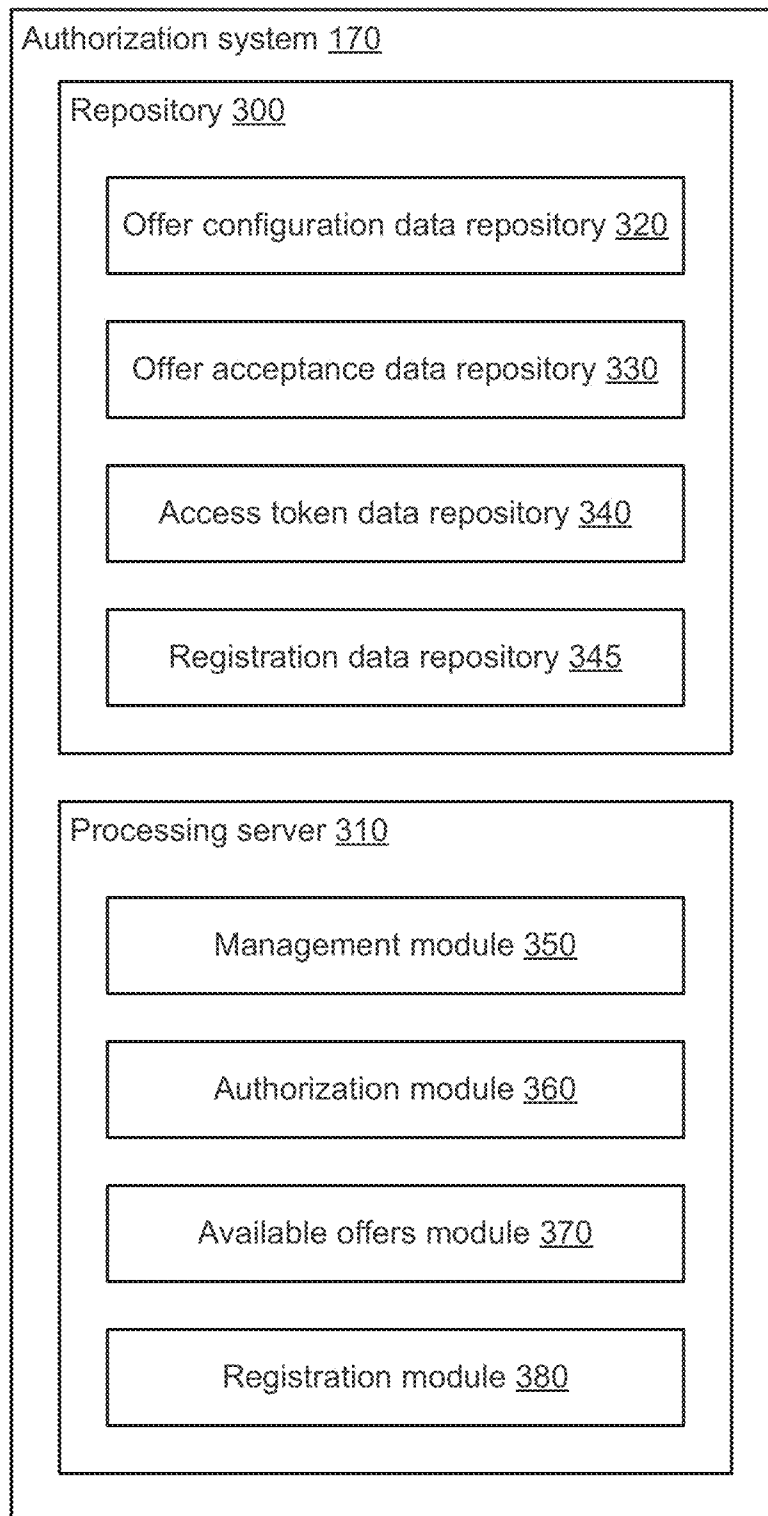 Authorization system 170
Repository 300
Offer configuration data repository 320
Offer acceptance data repository 330
Access token data repository 340
Registration data repository 345
Processing server 310
Management module 350
Authorization module 360
Available offers module 370
Registration module 380